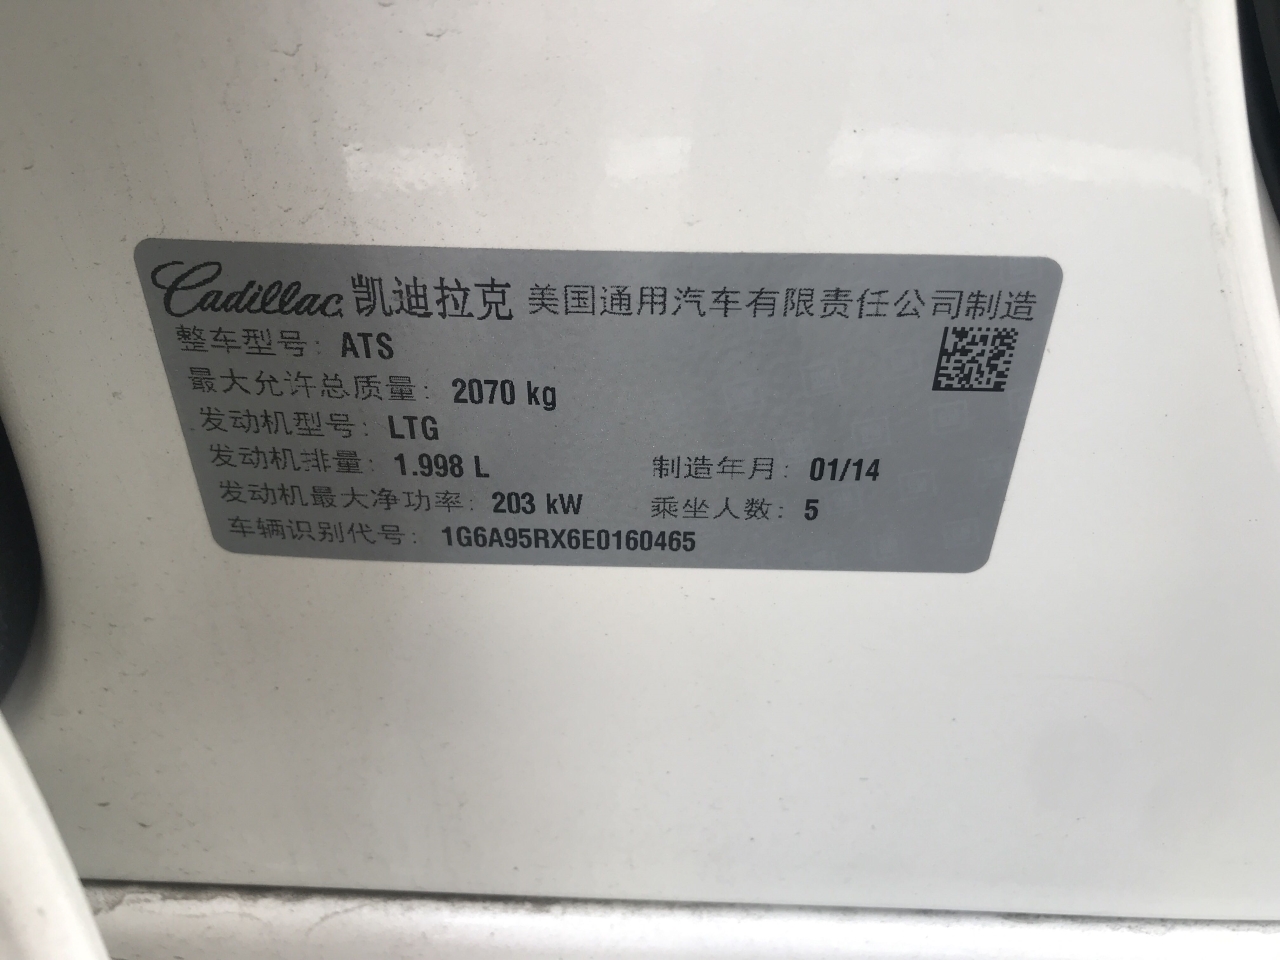 Cadillac 凯迪拉克 美国通用汽车有限责任公司制造
整车型号: ATS
最大允许总质量: 2070 kg
发动机型号: LTG
发动机排量: 1.998 L 制造年月: 01/14
发动机最大净功率: 203 kW 乘坐人数: 5
车辆识别代号: 1G6A95RX6E0160465